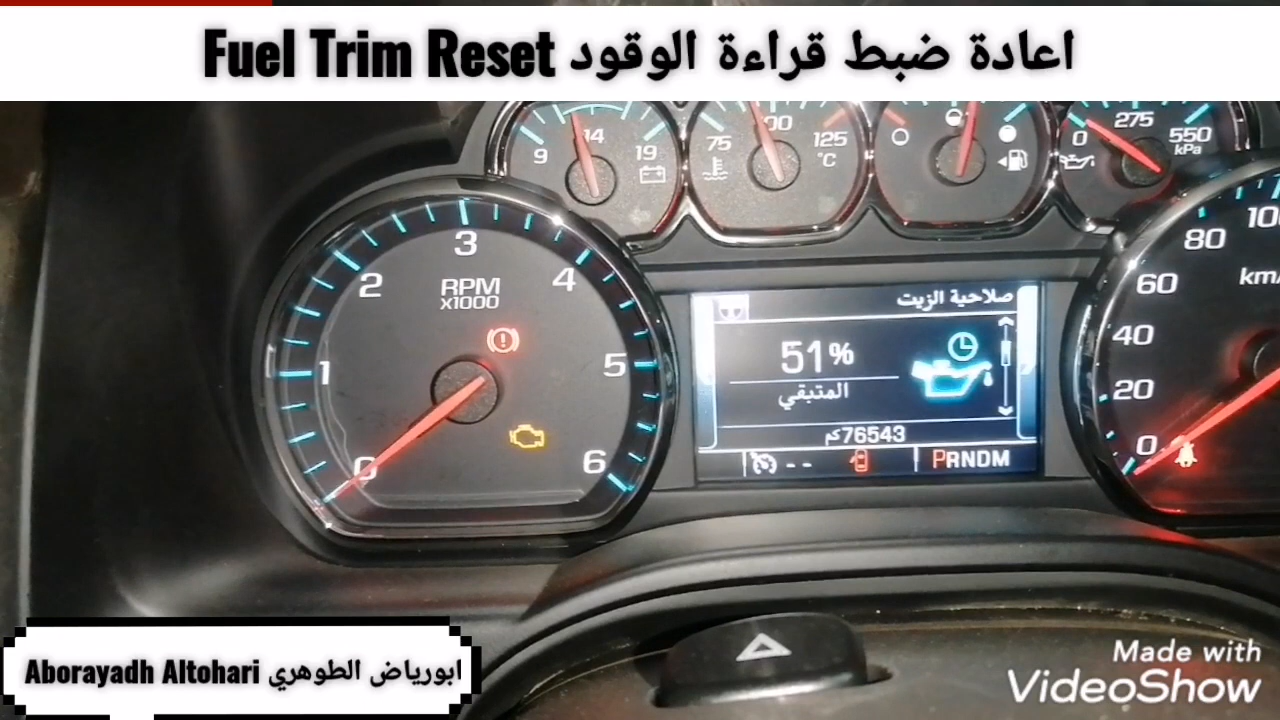 اعادة ضبط قراءة الوقود Fuel Trim Reset
9 14 19
75 100 125 °C
0 275 550 kPa
1 2 3 4 5 6
RPM
x1000
صلاحية الزيت
51%
المتبقي
76543كم
-- PRNDM
0 20 40 60 80
km/
Aborayadh Altohari ابورياض الطوهري
Made with
VideoShow